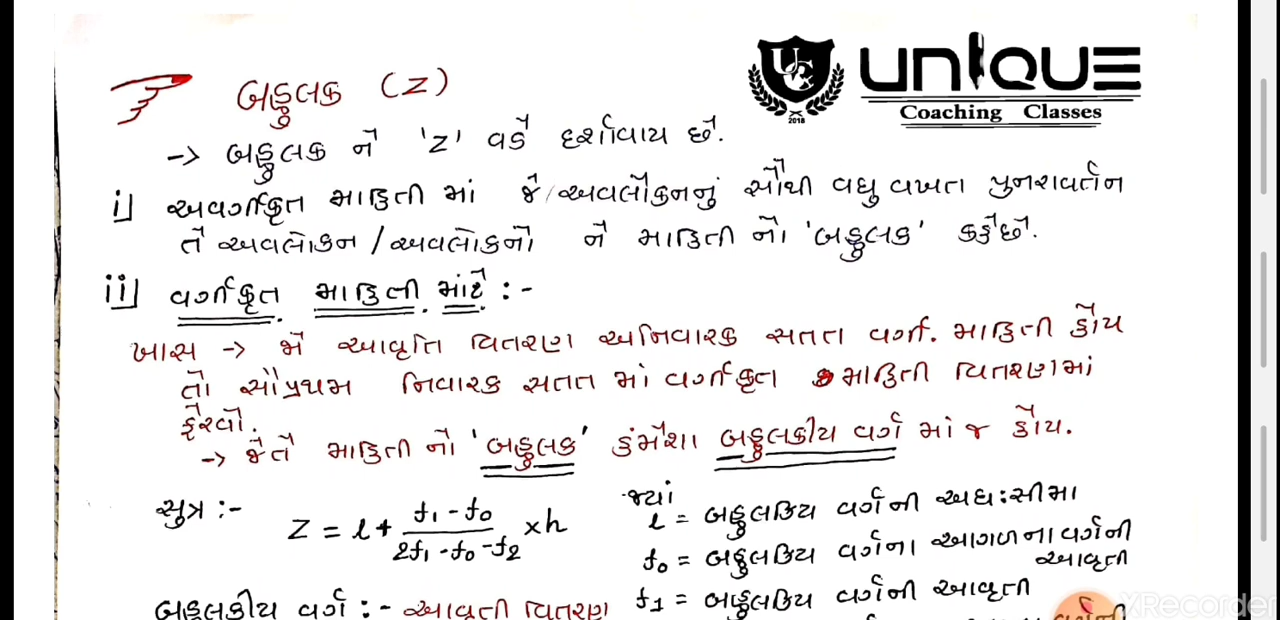 બહુલક (Z)
UNIQUE
Coaching Classes
UCC
2018
-> બહુલક ને 'Z' વડે દર્શાવાય છે.
i) અવર્ગીકૃત માહિતી માં જે/અવલોકનનું સૌથી વધુ વખત પુનરાવર્તન
તે અવલોકન / અવલોકનો ને માહિતી નો 'બહુલક' કહે છે.
ii) વર્ગીકૃત માહિતી માટે :-
ખાસ -> જો આવૃત્તિ વિતરણ અનિવારક સતત વર્ગ. માહિતી હોય
તો સૌપ્રથમ નિવારક સતત માં વર્ગીકૃત માહિતી વિતરણમાં
ફેરવો.
-> જેતે માહિતી નો 'બહુલક' હંમેશા બહુલકીય વર્ગ માં જ હોય.
સુત્ર :- Z = l + (f1 - f0)/(2f1 - f0 - f2) × h
જ્યાં
l = બહુલકિય વર્ગની અધઃસીમા
f0 = બહુલકિય વર્ગના આગળના વર્ગની
આવૃતી
f1 = બહુલકિય વર્ગની આવૃતી
બહુલકીય વર્ગ :- આવૃતી વિતરણ
XRecorder